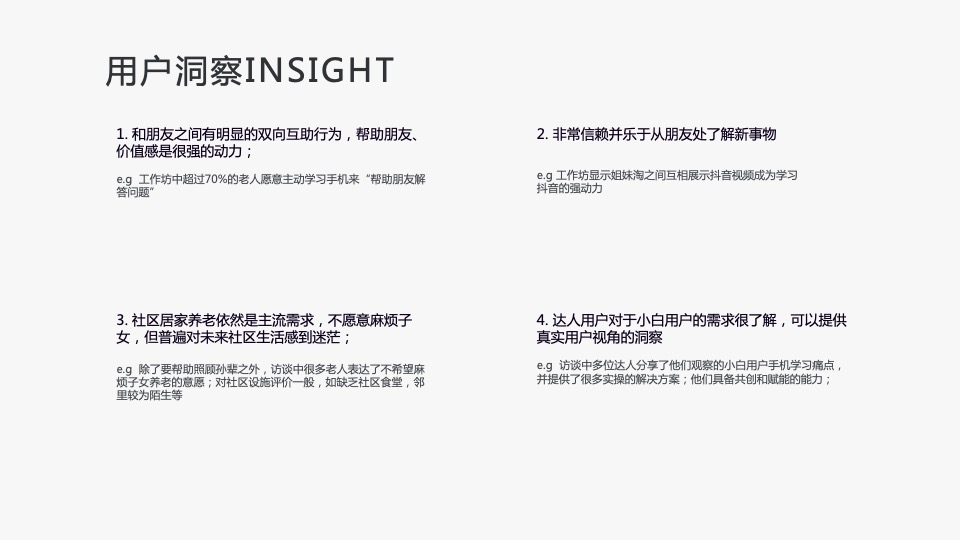 用户洞察INSIGHT
1. 和朋友之间有明显的双向互助行为，帮助朋友、
价值感是很强的动力；
e.g  工作坊中超过70%的老人愿意主动学习手机来“帮助朋友解
答问题”
2. 非常信赖并乐于从朋友处了解新事物
e.g 工作坊显示姐妹淘之间互相展示抖音视频成为学习
抖音的强动力
3. 社区居家养老依然是主流需求，不愿意麻烦子
女，但普遍对未来社区生活感到迷茫；
e.g  除了要帮助照顾孙辈之外，访谈中很多老人表达了不希望麻
烦子女养老的意愿；对社区设施评价一般，如缺乏社区食堂，邻
里较为陌生等
4. 达人用户对于小白用户的需求很了解，可以提供
真实用户视角的洞察
e.g  访谈中多位达人分享了他们观察的小白用户手机学习痛点，
并提供了很多实操的解决方案；他们具备共创和赋能的能力；